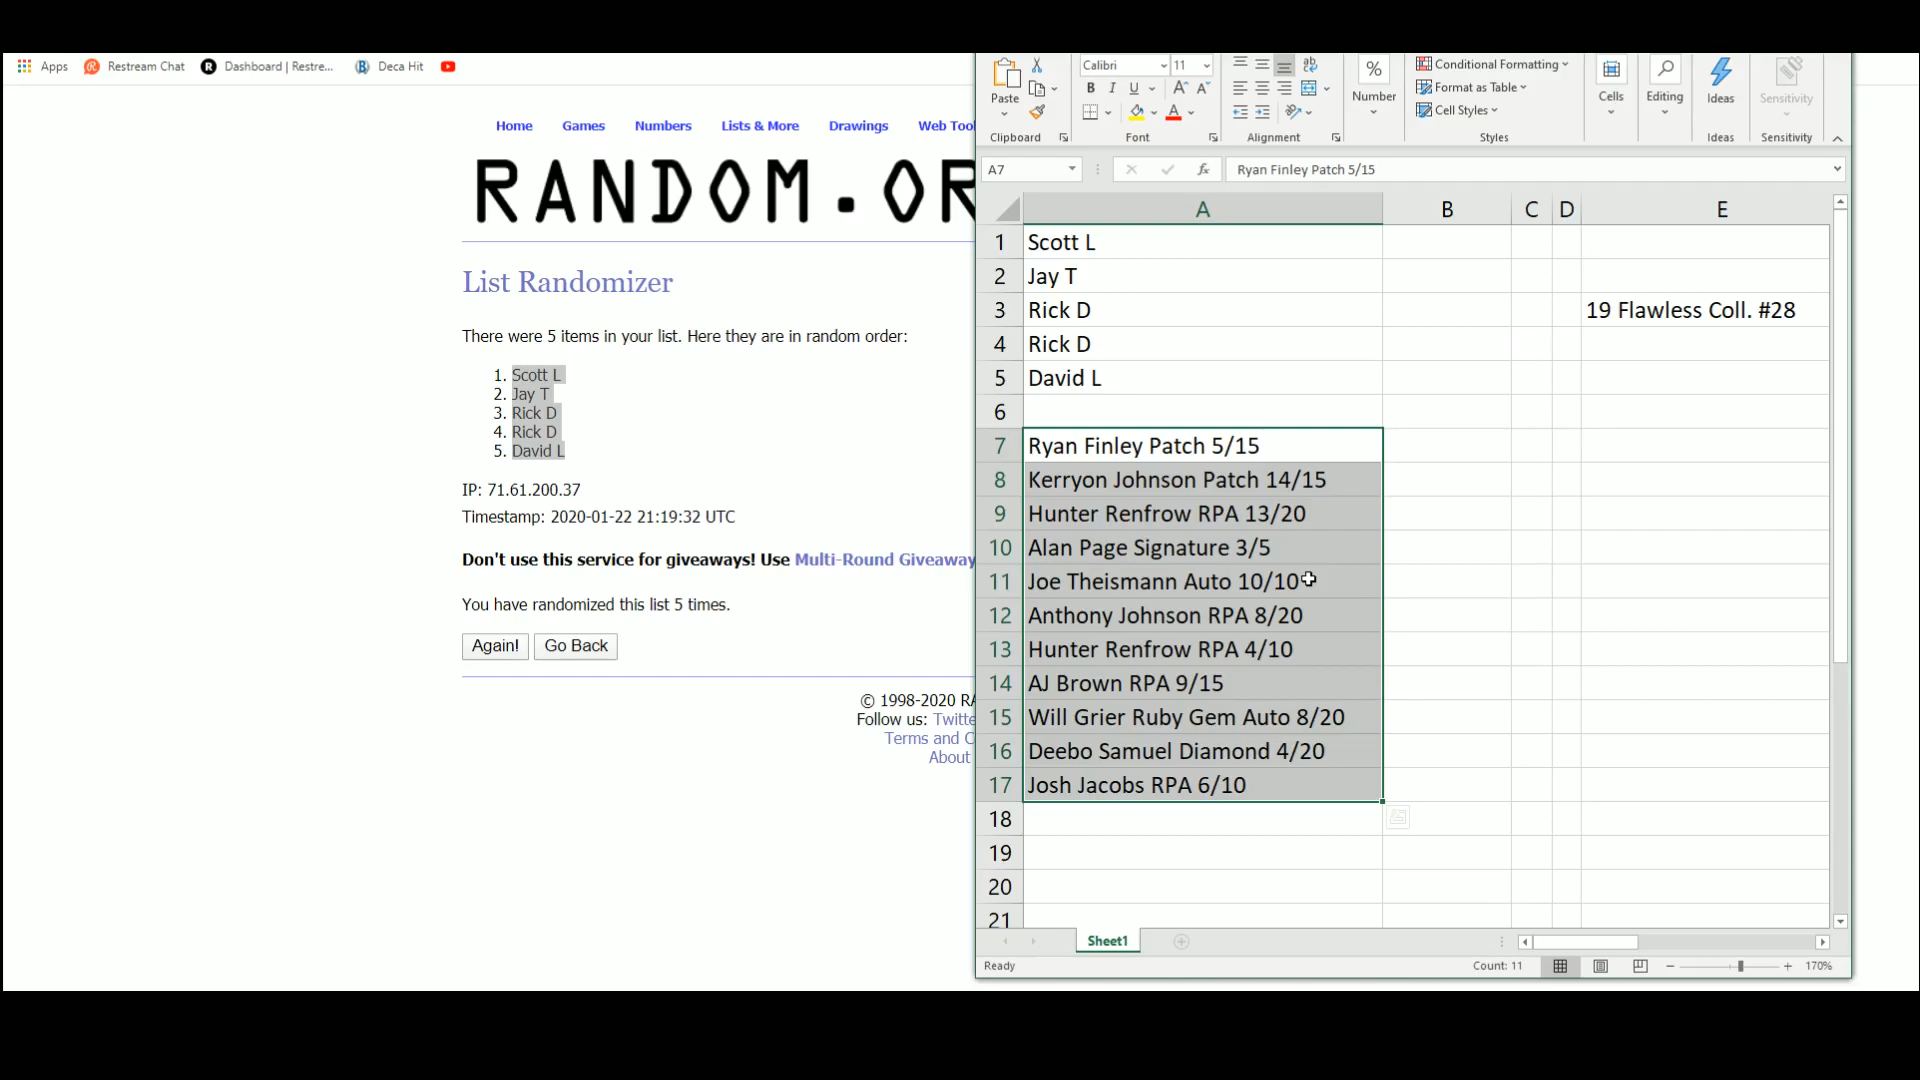 Apps
Restream Chat
Dashboard | Restre...
Deca Hit
Home
Games
Numbers
Lists & More
Drawings
Web Tool
RANDOM.OR
List Randomizer
There were 5 items in your list. Here they are in random order:
1. Scott L
2. Jay T
3. Rick D
4. Rick D
5. David L
IP: 71.61.200.37
Timestamp: 2020-01-22 21:19:32 UTC
Don't use this service for giveaways! Use Multi-Round Giveaway
You have randomized this list 5 times.
Again!
Go Back
© 1998-2020 RA
Follow us: Twitte
Terms and C
About
Paste
Clipboard
Calibri
11
B I U
Font
Alignment
%
Number
Conditional Formatting
Format as Table
Cell Styles
Styles
Cells
Editing
Ideas
Ideas
Sensitivity
Sensitivity
A7
fx
Ryan Finley Patch 5/15
A B C D E
1 Scott L
2 Jay T
3 Rick D 19 Flawless Coll. #28
4 Rick D
5 David L
6
7 Ryan Finley Patch 5/15
8 Kerryon Johnson Patch 14/15
9 Hunter Renfrow RPA 13/20
10 Alan Page Signature 3/5
11 Joe Theismann Auto 10/10
12 Anthony Johnson RPA 8/20
13 Hunter Renfrow RPA 4/10
14 AJ Brown RPA 9/15
15 Will Grier Ruby Gem Auto 8/20
16 Deebo Samuel Diamond 4/20
17 Josh Jacobs RPA 6/10
18
19
20
21
Sheet1
Ready
Count: 11
170%